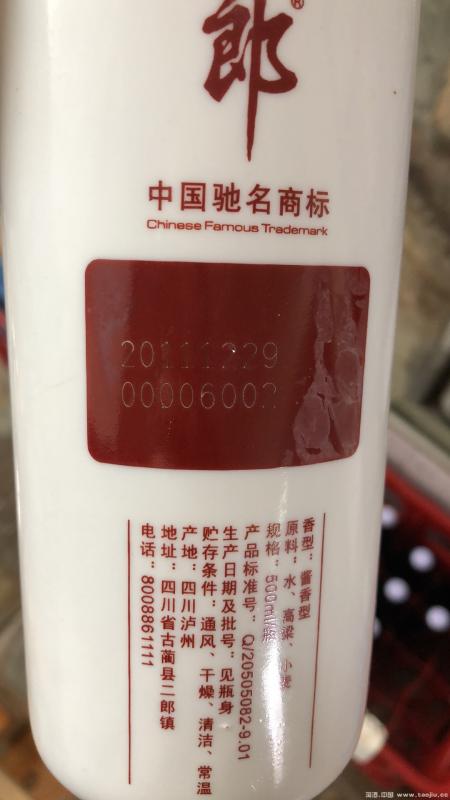 郎®
中国驰名商标
Chinese Famous Trademark
20111229
00006002
香型：酱香型
原料：水、高粱、小麦
规格：500ml/瓶
产品标准号：Q/20505082-9.01
生产日期及批号：见瓶身
贮存条件：通风、干燥、清洁、常温
产地：四川泸州
地址：四川省古蔺县二郎镇
电话：8008861111
www.taojiu.cc